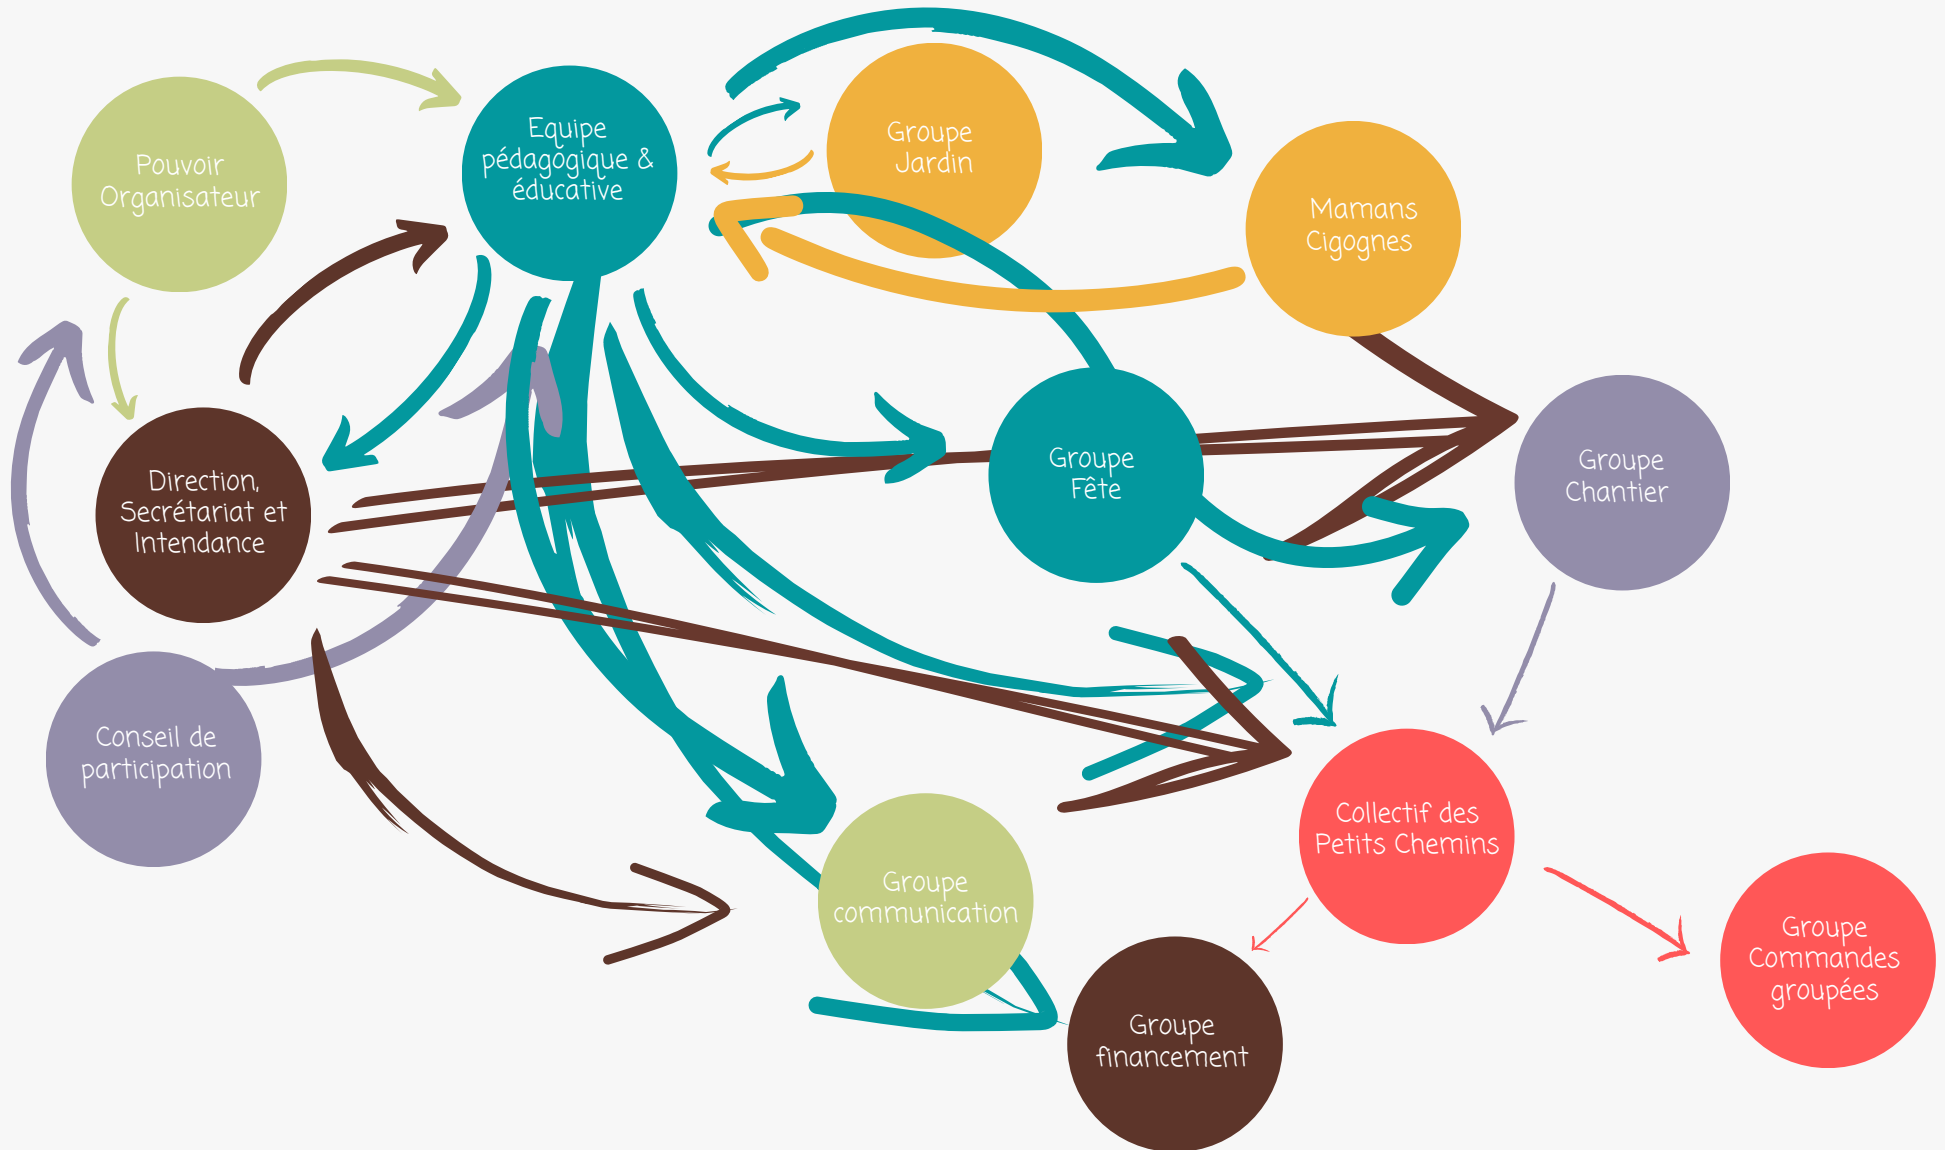 Pouvoir
Organisateur
Equipe
pédagogique &
éducative
Groupe
Jardin
Mamans
Cigognes
Direction,
Secrétariat et
Intendance
Groupe
Fête
Groupe
Chantier
Conseil de
participation
Collectif des
Petits Chemins
Groupe
communication
Groupe
financement
Groupe
Commandes
groupées